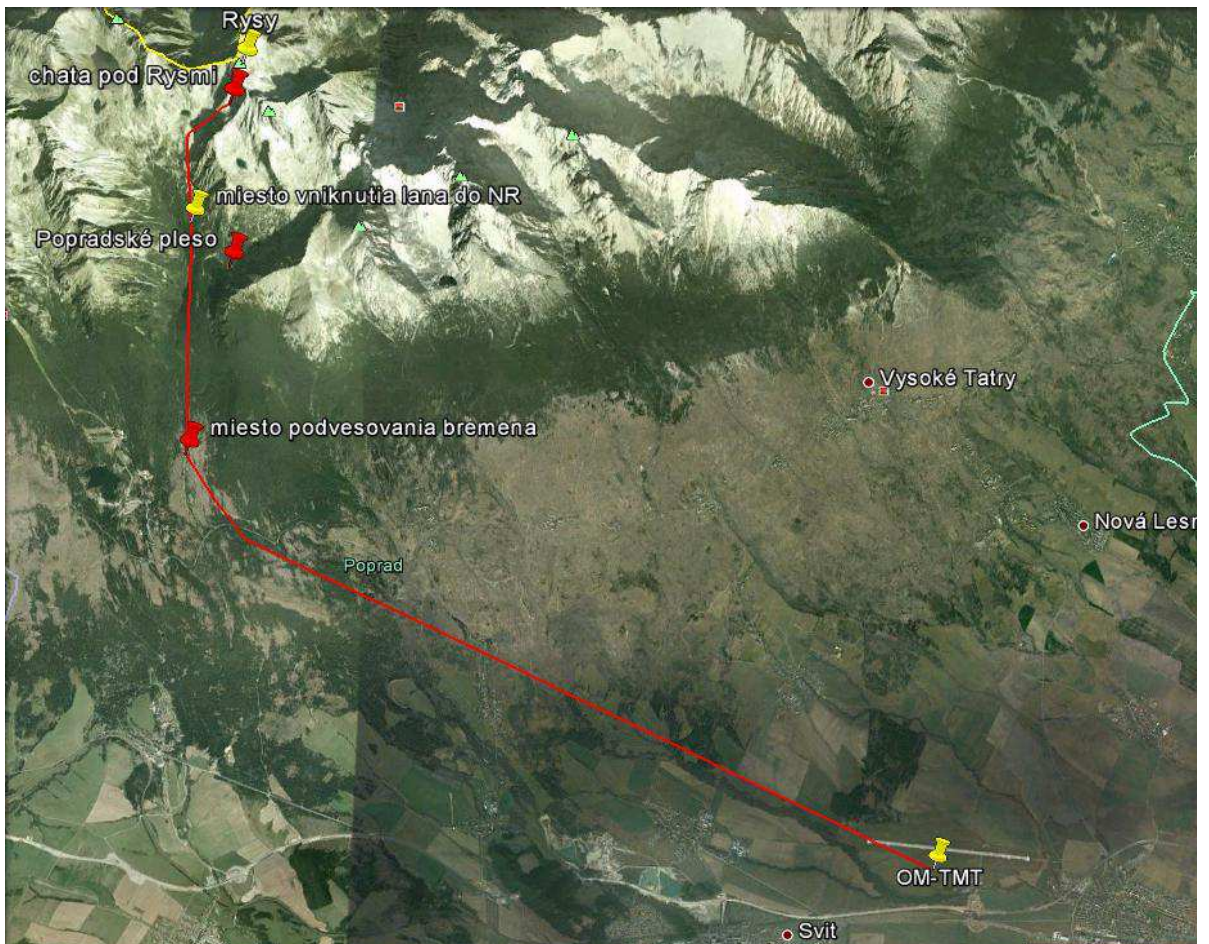 Rysy
chata pod Rysmi
miesto vniknutia lana do NR
Popradské pleso
Vysoké Tatry
miesto podvesovania bremena
Nová Lesn
Poprad
OM-TMT
Svit